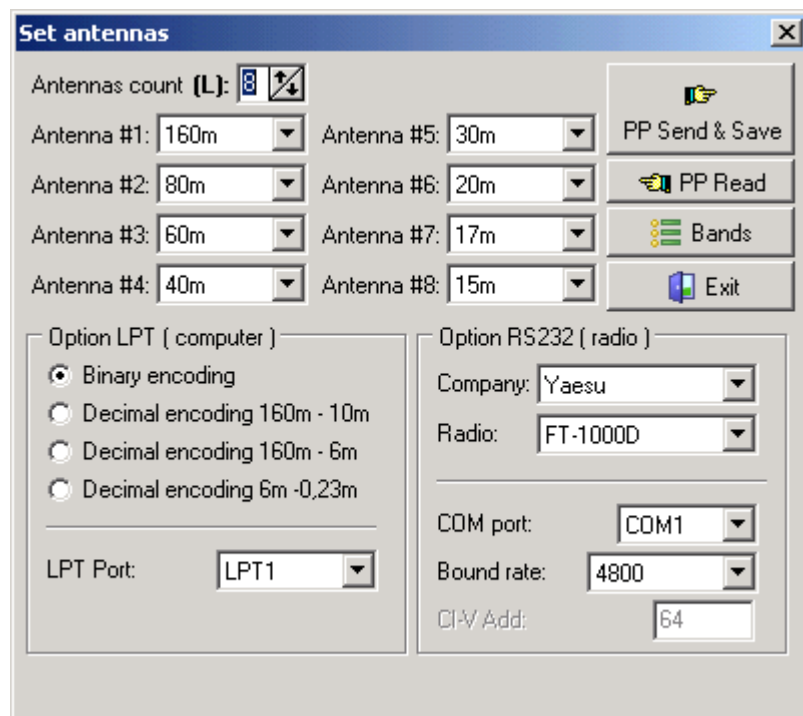 Set antennas
Antennas count (L): 8
PP Send & Save
Antenna #1: 160m
Antenna #5: 30m
Antenna #2: 80m
Antenna #6: 20m
PP Read
Antenna #3: 60m
Antenna #7: 17m
Bands
Antenna #4: 40m
Antenna #8: 15m
Exit
Option LPT ( computer )
Binary encoding
Decimal encoding 160m - 10m
Decimal encoding 160m - 6m
Decimal encoding 6m -0,23m
LPT Port: LPT1
Option RS232 ( radio )
Company: Yaesu
Radio: FT-1000D
COM port: COM1
Bound rate: 4800
CI-V Add: 64